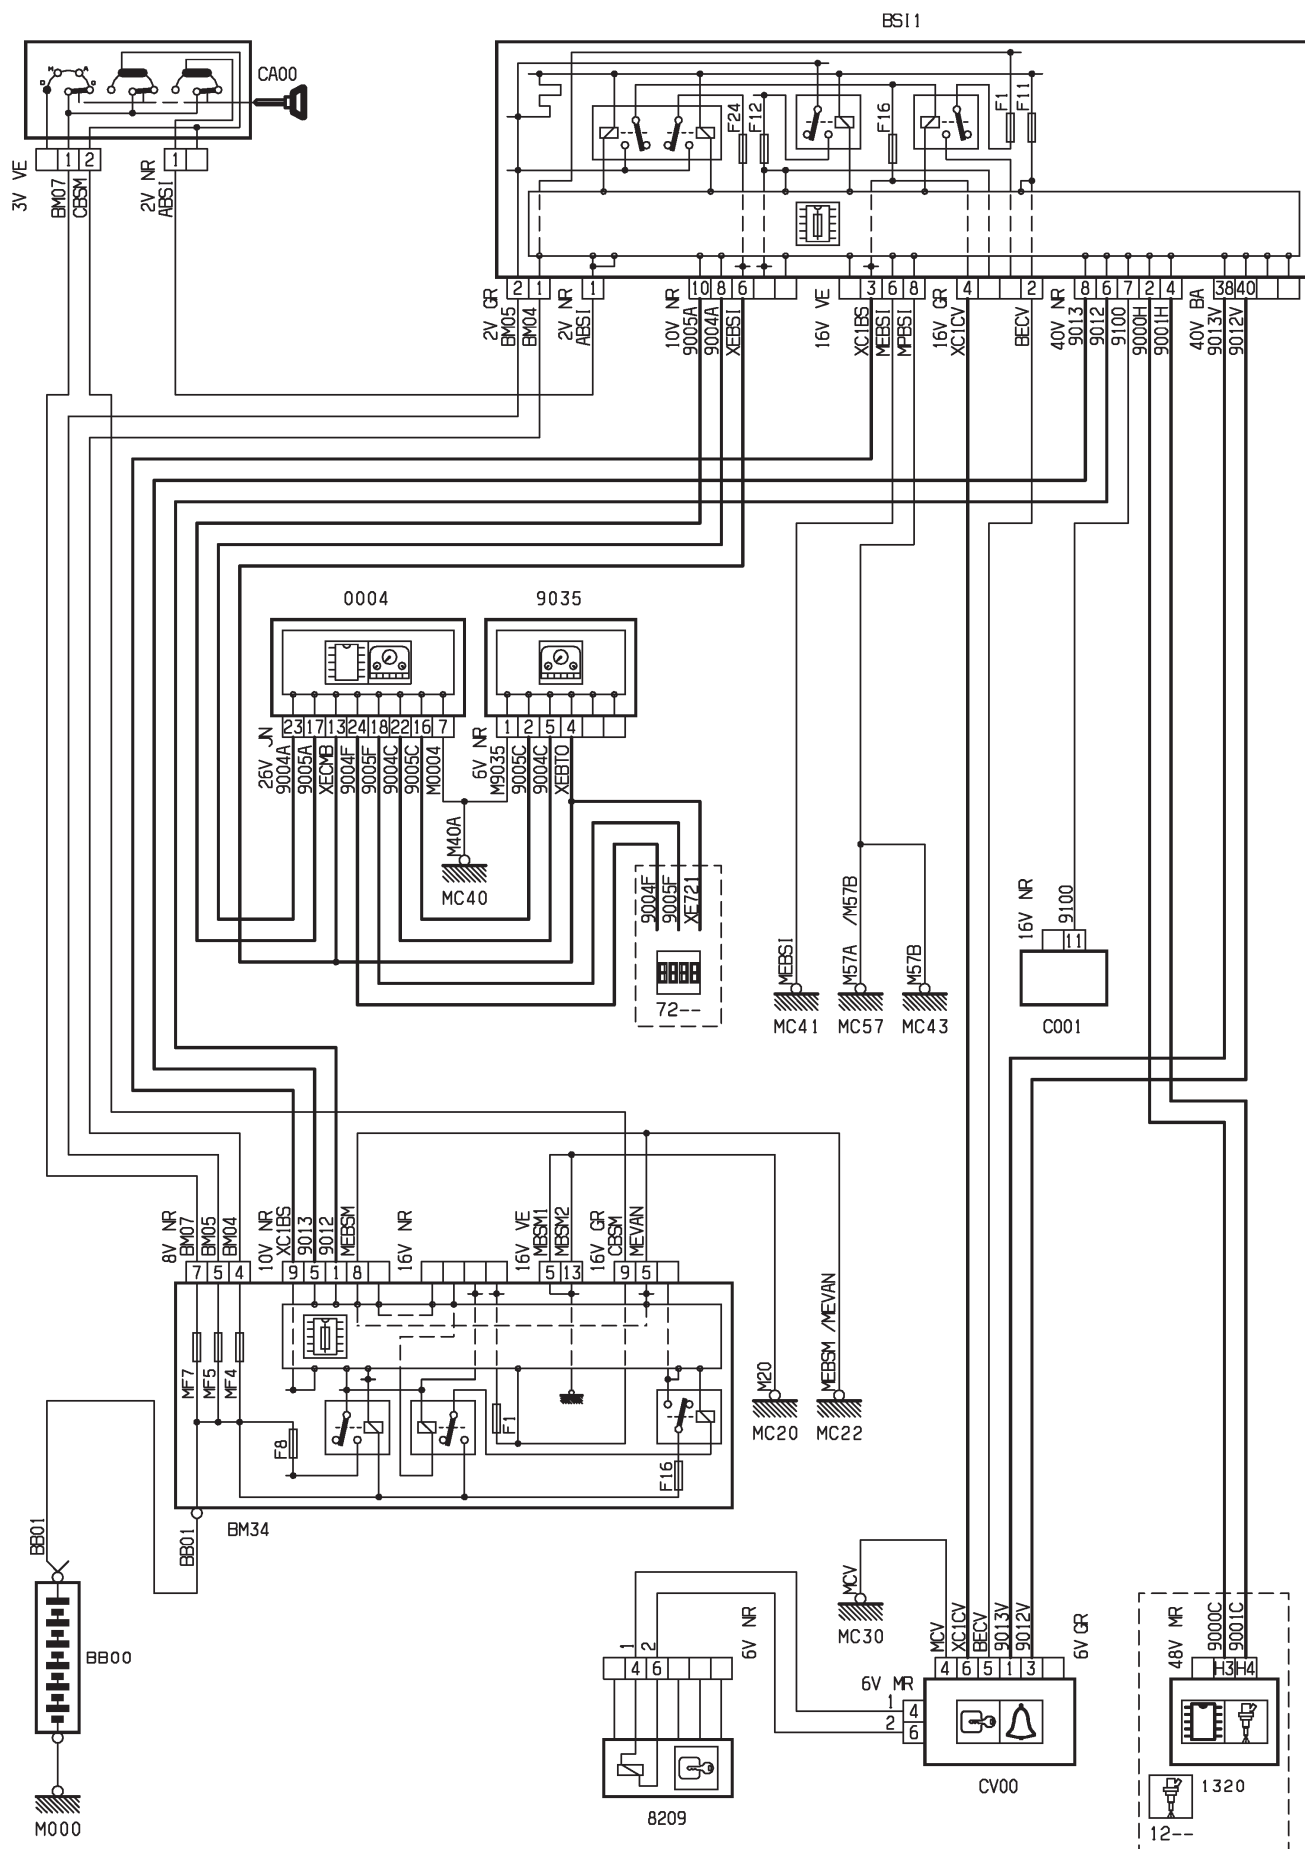 BSI1
CA00
H
A
D
C
1
2
1
3V VE
BM07
CBSM
2V NR
ABSI
F24
F12
F16
F1
F11
2
1
1
10
8
6
3
6
8
4
2
8
6
7
2
4
38
40
2V GR
BM05
BM04
2V NR
ABSI
10V NR
9005A
9004A
XEBSI
16V VE
XC1BS
MEBSI
MPBSI
16V GR
XC1CV
BECV
40V NR
9013
9012
9100
9000H
9001H
40V BA
9013V
9012V
0004
9035
23
17
13
24
18
22
16
7
1
2
5
4
26V JN
9004A
9005A
XECMB
9004F
9005F
9004C
9005C
M0004
6V NR
M9035
9005C
9004C
XEBTO
M40A
MC40
9004F
9005F
XE721
72--
MEBSI
MC41
M57A /M57B
MC57
M57B
MC43
16V NR
9100
11
C001
8V NR
BM07
BM05
BM04
10V NR
XC1BS
9013
9012
MEBSM
16V NR
16V VE
MBSM1
MBSM2
16V GR
CBSM
MEVAN
7
5
4
9
5
1
8
5
13
9
5
MF7
MF5
MF4
F8
F1
F16
M20
MC20
MEBSM /MEVAN
MC22
BM34
BB01
BB01
BB00
M000
1
2
6V NR
4
6
8209
MCV
MC30
MCV
XC1CV
BECV
9013V
9012V
6V GR
4
6
5
1
3
6V MR
1
4
2
6
CV00
48V MR
9000C
9001C
H3
H4
1320
12--